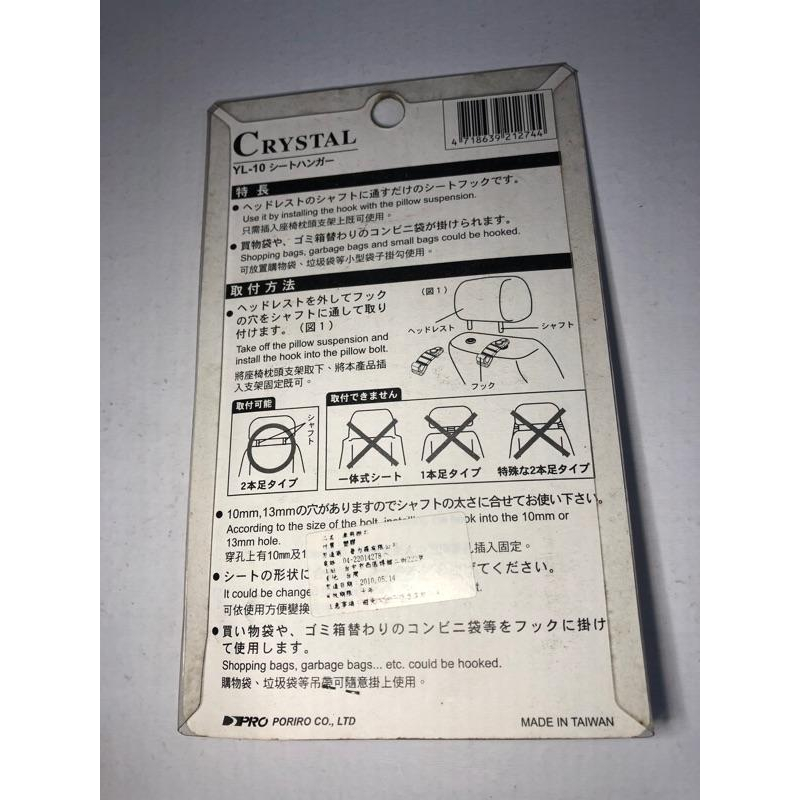 CRYSTAL
YL-10 シートハンガー
4 718639 212744
特長
● ヘッドレストのシャフトに通すだけのシートフックです。
Use it by installing the hook with the pillow suspension.
只需插入座椅枕頭支架上既可使用。
● 買物袋や、ゴミ箱替わりのコンビニ袋が掛けられます。
Shopping bags, garbage bags and small bags could be hooked.
可放置購物袋、垃圾袋等小型袋子掛勾使用。
取付方法
● ヘッドレストを外してフック
の穴をシャフトに通して取り
付けます。(図1)
Take off the pillow suspension and
install the hook into the pillow bolt.
將座椅枕頭支架取下、將本產品插
入支架固定既可。
(図1)
ヘッドレスト
シャフト
フック
取付可能
シャフト
2本足タイプ
取付できません
一体式シート
1本足タイプ
特殊な2本足タイプ
● 10mm,13mmの穴がありますのでシャフトの太さに合せてお使い下さい。
According to the size of the bolt, ook into the 10mm or
13mm hole.
穿孔上有10mm及1 插入固定。
● シートの形状に げてください。
It could be change t.
可依使用方便變換
04-22014279
台灣
2010.05.14
● 買い物袋や、ゴミ箱替わりのコンビニ袋等をフックに掛け
て使用します。
Shopping bags, garbage bags... etc. could be hooked.
購物袋、垃圾袋等吊帶可隨意掛上使用。
PRO PORIRO CO., LTD
MADE IN TAIWAN